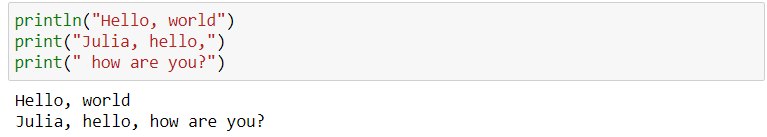 println("Hello, world")
print("Julia, hello,")
print(" how are you?")
Hello, world
Julia, hello, how are you?